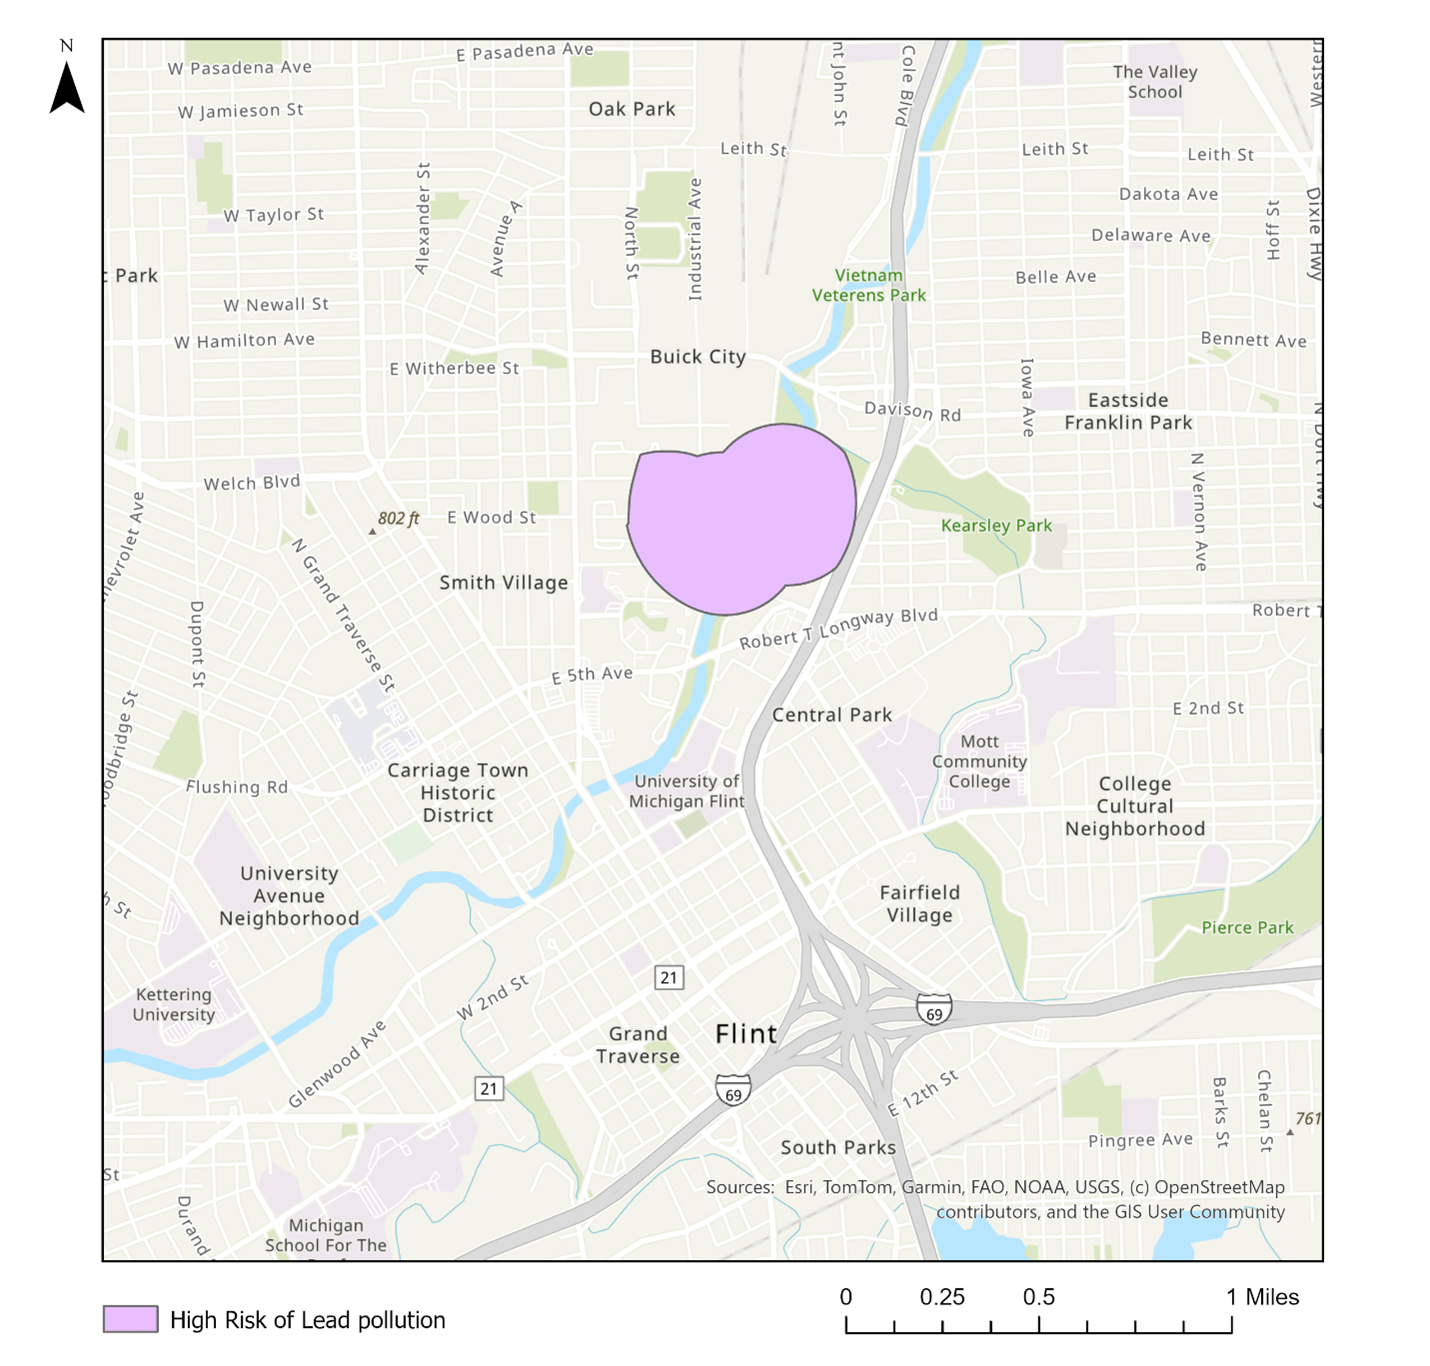 N
E Pasadena Ave
W Pasadena Ave
nt John St
Cole Blvd
The Valley
School
Western
W Jamieson St
Oak Park
Leith St
Leith St
Leith St
Alexander St
Avenue A
North St
Industrial Ave
W Taylor St
Dakota Ave
Hoff St
Dixie Hwy
Delaware Ave
t Park
Vietnam
Veterens Park
Belle Ave
W Newall St
W Hamilton Ave
Bennett Ave
Buick City
E Witherbee St
Iowa Ave
Davison Rd
Eastside
Franklin Park
N Dort Hwy
Welch Blvd
N Vernon Ave
hevrolet Ave
802 ft
E Wood St
Kearsley Park
N Grand Traverse St
Smith Village
Dupont St
Robert T Longway Blvd
Robert T
E 5th Ave
oodbridge St
Central Park
E 2nd St
Mott
Community
College
Carriage Town
Historic
District
University of
Michigan Flint
Flushing Rd
College
Cultural
Neighborhood
University
Avenue
Neighborhood
Fairfield
Village
h St
Pierce Park
21
W 2nd St
Kettering
University
69
Grand
Traverse
Flint
Glenwood Ave
21
69
E 12th St
Barks St
Chelan St
761
Pingree Ave
South Parks
St
Sources: Esri, TomTom, Garmin, FAO, NOAA, USGS, (c) OpenStreetMap
contributors, and the GIS User Community
Durand
Michigan
School For The
0 0.25 0.5 1 Miles
High Risk of Lead pollution